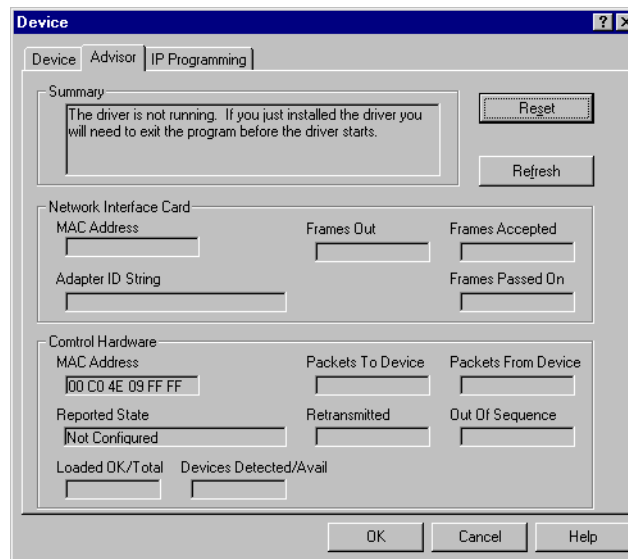 Device
Device Advisor IP Programming
Summary
The driver is not running. If you just installed the driver you
will need to exit the program before the driver starts.
Reset
Refresh
Network Interface Card
MAC Address Frames Out Frames Accepted
Adapter ID String Frames Passed On
Comtrol Hardware
MAC Address Packets To Device Packets From Device
00 C0 4E 09 FF FF
Reported State Retransmitted Out Of Sequence
Not Configured
Loaded OK/Total Devices Detected/Avail
OK Cancel Help